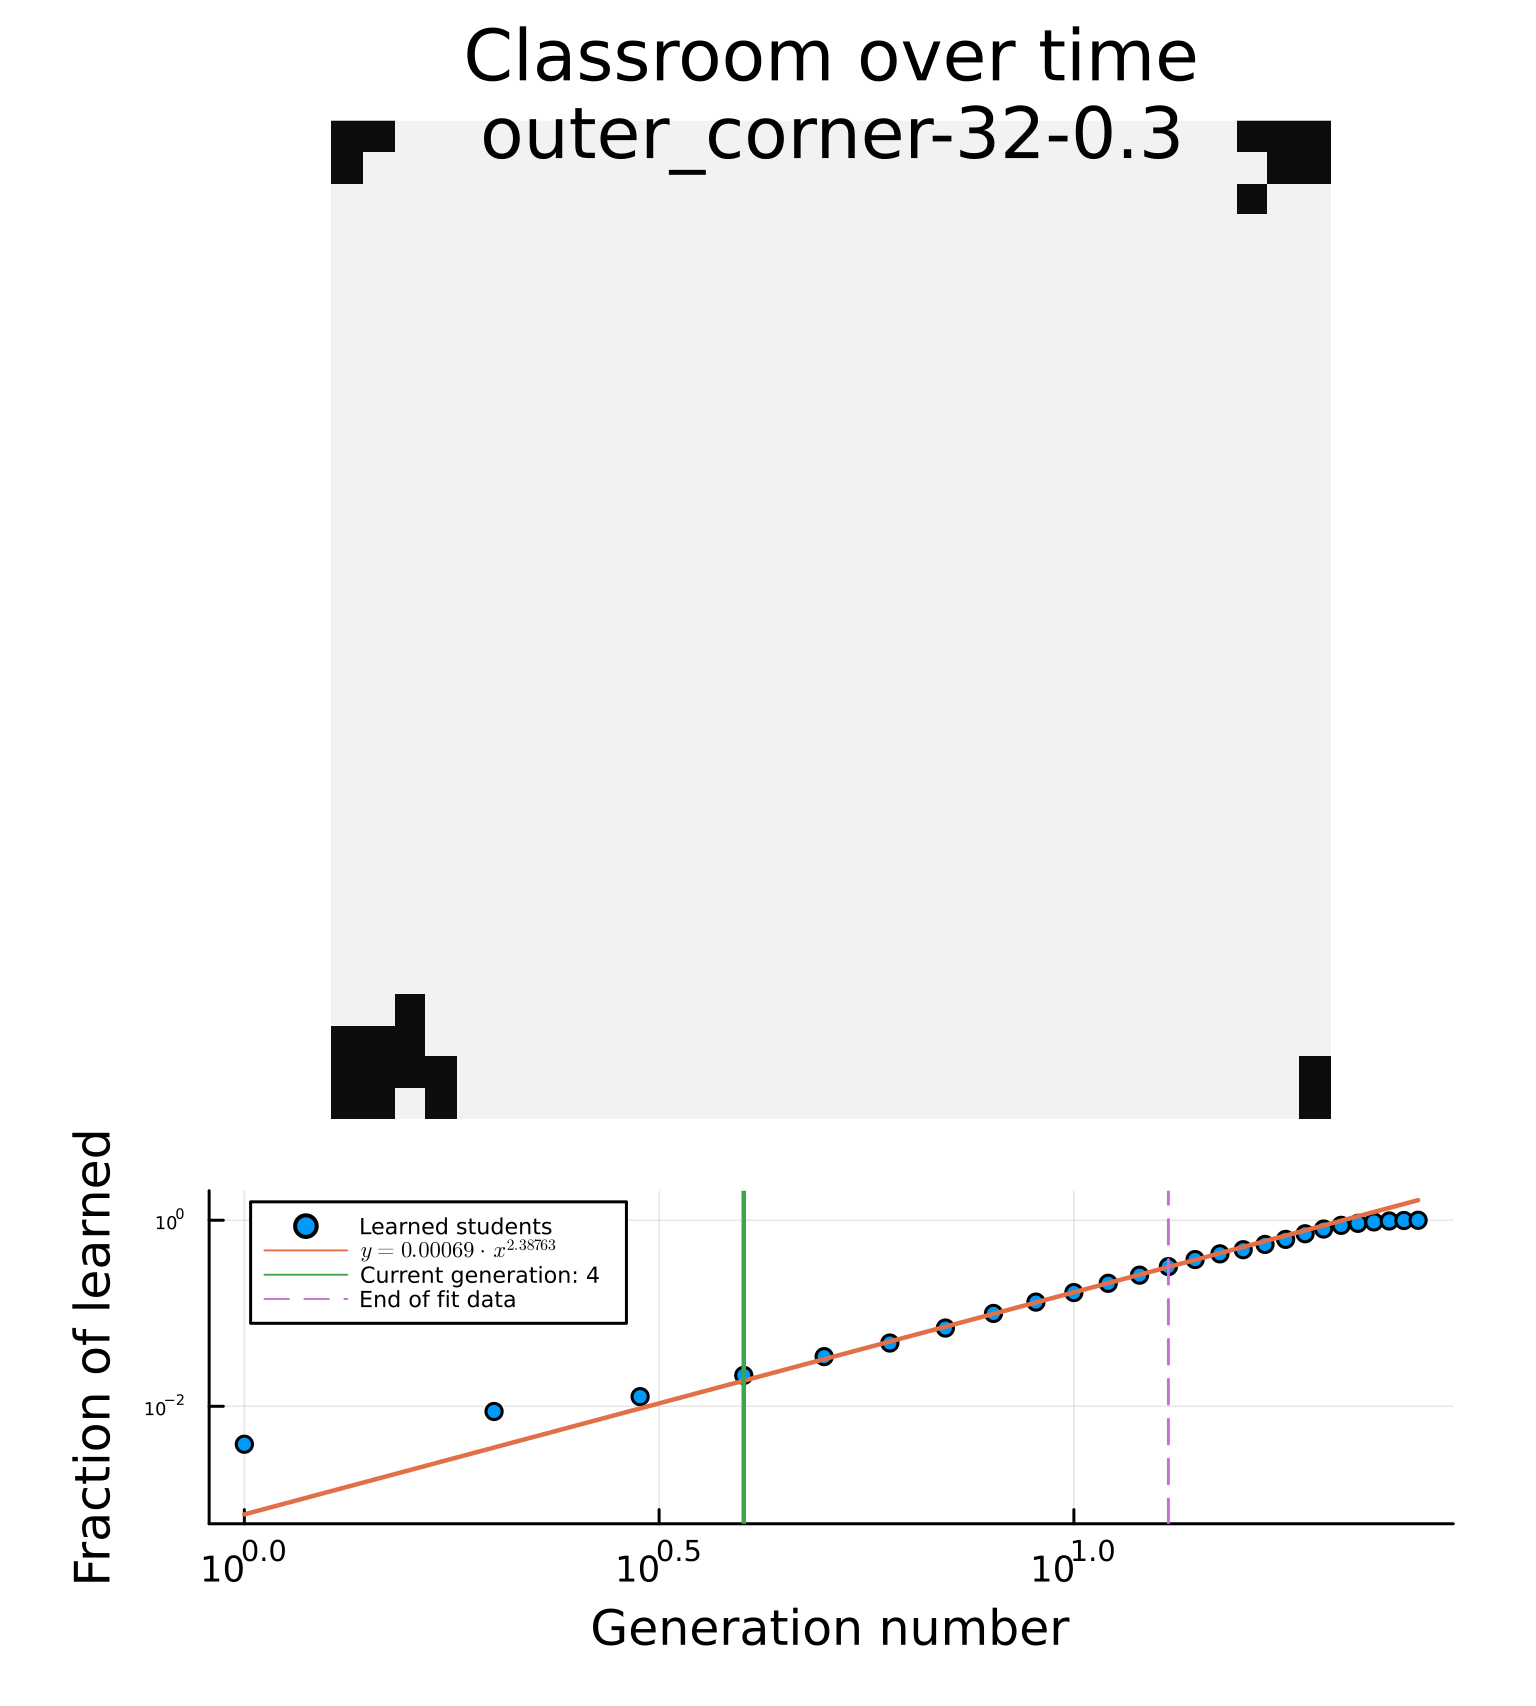 Classroom over time
outer_corner-32-0.3
Fraction of learned
10^0
10^−2
Learned students
y = 0.00069 · x^2.38763
Current generation: 4
End of fit data
10^0.0
10^0.5
10^1.0
Generation number